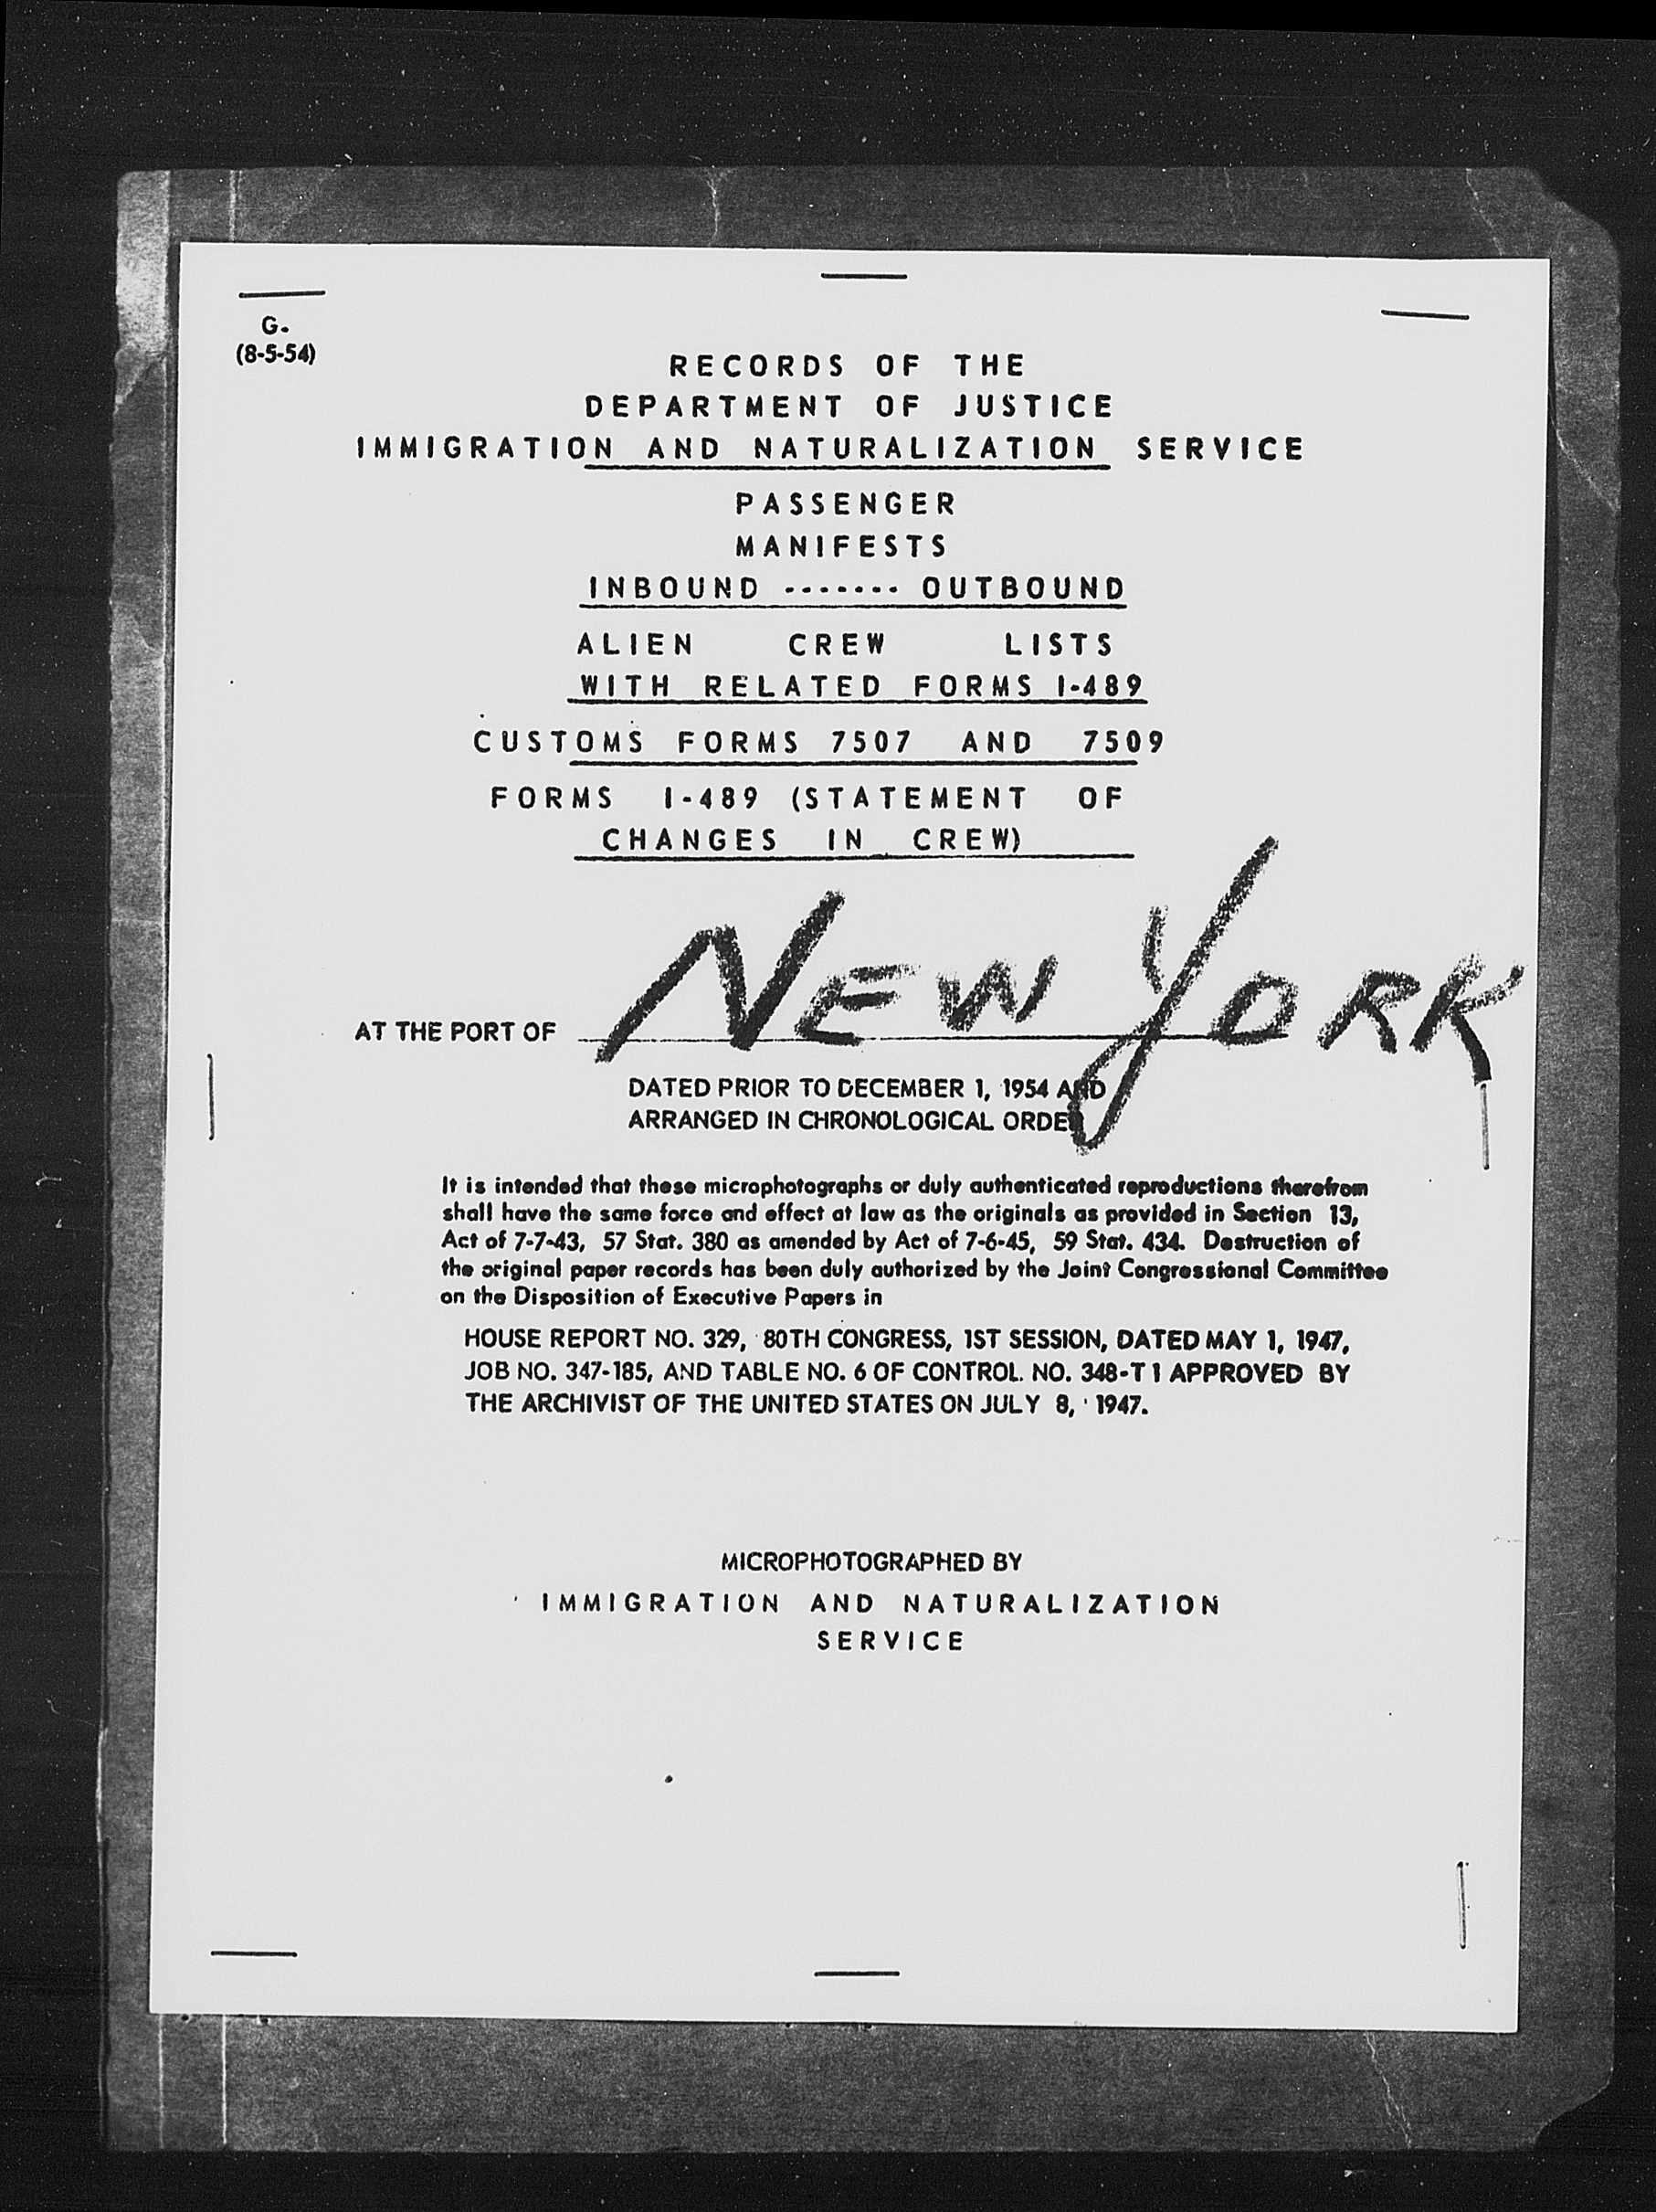 G.
(8-5-54)
RECORDS OF THE
DEPARTMENT OF JUSTICE
IMMIGRATION AND NATURALIZATION SERVICE
PASSENGER
MANIFESTS
INBOUND ------- OUTBOUND
ALIEN CREW LISTS
WITH RELATED FORMS I-489
CUSTOMS FORMS 7507 AND 7509
FORMS I-489 (STATEMENT OF
CHANGES IN CREW)
AT THE PORT OF NEW YORK
DATED PRIOR TO DECEMBER 1, 1954 AND
ARRANGED IN CHRONOLOGICAL ORDER
It is intended that these microphotographs or duly authenticated reproductions therefrom
shall have the same force and effect at law as the originals as provided in Section 13,
Act of 7-7-43, 57 Stat. 380 as amended by Act of 7-6-45, 59 Stat. 434. Destruction of
the original paper records has been duly authorized by the Joint Congressional Committee
on the Disposition of Executive Papers in
HOUSE REPORT NO. 329, 80TH CONGRESS, 1ST SESSION, DATED MAY 1, 1947,
JOB NO. 347-185, AND TABLE NO. 6 OF CONTROL NO. 348-T1 APPROVED BY
THE ARCHIVIST OF THE UNITED STATES ON JULY 8, 1947.
MICROPHOTOGRAPHED BY
IMMIGRATION AND NATURALIZATION
SERVICE